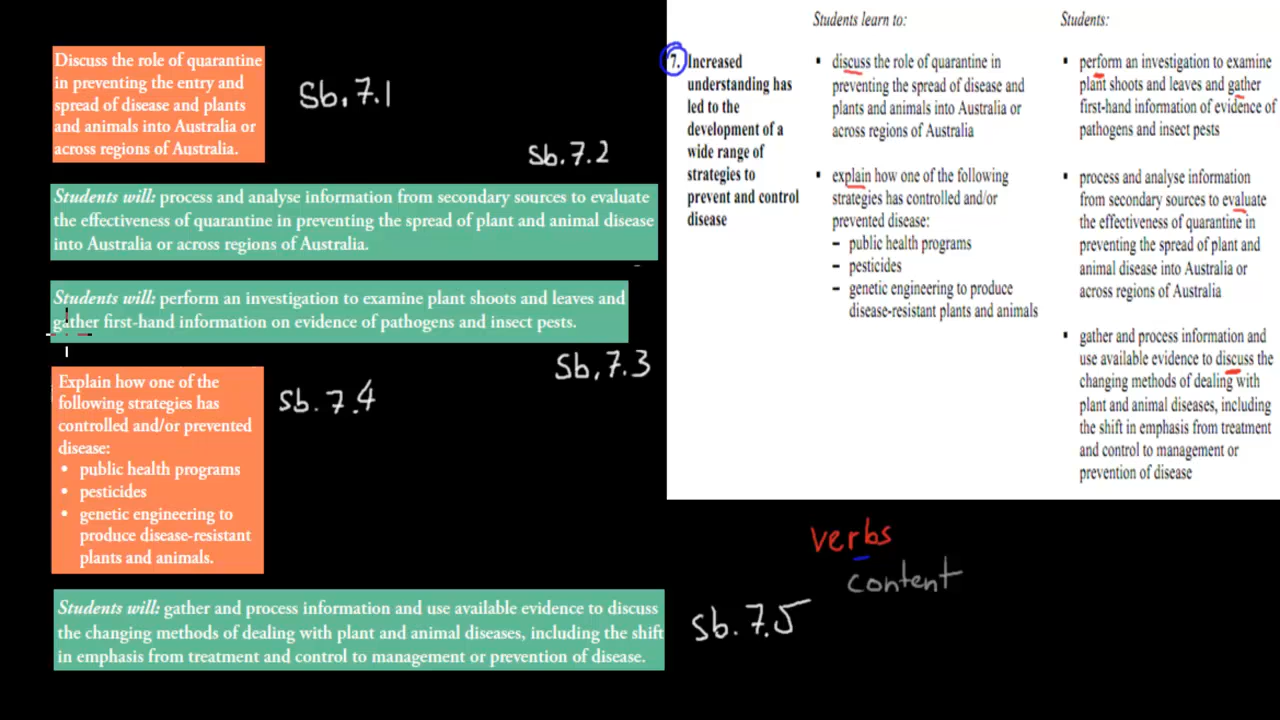 Discuss the role of quarantine
in preventing the entry and
spread of disease and plants
and animals into Australia or
across regions of Australia.
Sb. 7.1
Sb. 7.2
Students will: process and analyse information from secondary sources to evaluate
the effectiveness of quarantine in preventing the spread of plant and animal disease
into Australia or across regions of Australia.
Students will: perform an investigation to examine plant shoots and leaves and
gather first-hand information on evidence of pathogens and insect pests.
Sb. 7.3
Explain how one of the
following strategies has
controlled and/or prevented
disease:
• public health programs
• pesticides
• genetic engineering to
produce disease-resistant
plants and animals.
Sb. 7.4
Students will: gather and process information and use available evidence to discuss
the changing methods of dealing with plant and animal diseases, including the shift
in emphasis from treatment and control to management or prevention of disease.
Sb. 7.5
7. Increased
understanding has
led to the
development of a
wide range of
strategies to
prevent and control
disease
Students learn to:
▪ discuss the role of quarantine in
preventing the spread of disease and
plants and animals into Australia or
across regions of Australia
▪ explain how one of the following
strategies has controlled and/or
prevented disease:
– public health programs
– pesticides
– genetic engineering to produce
disease-resistant plants and animals
Students:
▪ perform an investigation to examine
plant shoots and leaves and gather
first-hand information of evidence of
pathogens and insect pests
▪ process and analyse information
from secondary sources to evaluate
the effectiveness of quarantine in
preventing the spread of plant and
animal disease into Australia or
across regions of Australia
▪ gather and process information and
use available evidence to discuss the
changing methods of dealing with
plant and animal diseases, including
the shift in emphasis from treatment
and control to management or
prevention of disease
verbs
content